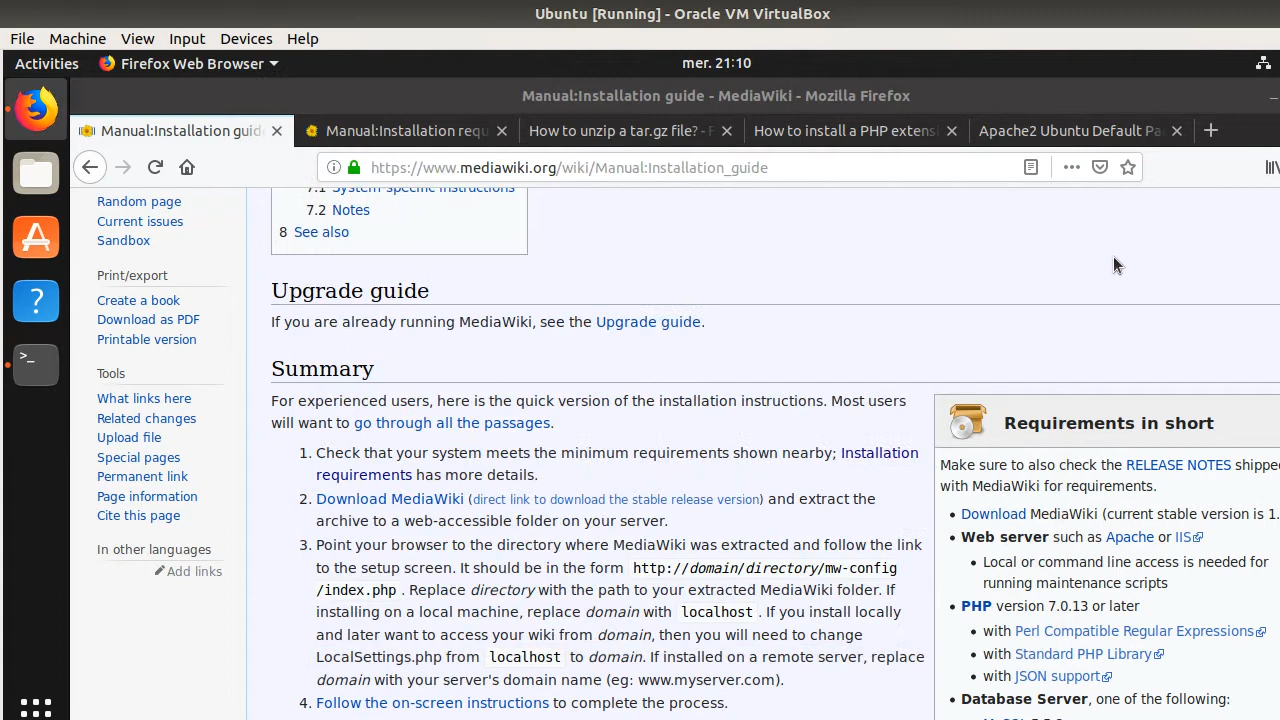 Ubuntu [Running] - Oracle VM VirtualBox
File Machine View Input Devices Help
Activities Firefox Web Browser mer. 21:10
Manual:Installation guide - MediaWiki - Mozilla Firefox
Manual:Installation guid Manual:Installation requ How to unzip a tar.gz file? - F How to install a PHP extens Apache2 Ubuntu Default Pa
https://www.mediawiki.org/wiki/Manual:Installation_guide
Random page
Current issues
Sandbox
Print/export
Create a book
Download as PDF
Printable version
Tools
What links here
Related changes
Upload file
Special pages
Permanent link
Page information
Cite this page
In other languages
Add links
7.1 System-specific instructions
7.2 Notes
8 See also
Upgrade guide
If you are already running MediaWiki, see the Upgrade guide.
Summary
For experienced users, here is the quick version of the installation instructions. Most users
will want to go through all the passages.
1. Check that your system meets the minimum requirements shown nearby; Installation
requirements has more details.
2. Download MediaWiki (direct link to download the stable release version) and extract the
archive to a web-accessible folder on your server.
3. Point your browser to the directory where MediaWiki was extracted and follow the link
to the setup screen. It should be in the form http://domain/directory/mw-config
/index.php . Replace directory with the path to your extracted MediaWiki folder. If
installing on a local machine, replace domain with localhost . If you install locally
and later want to access your wiki from domain, then you will need to change
LocalSettings.php from localhost to domain. If installed on a remote server, replace
domain with your server's domain name (eg: www.myserver.com).
4. Follow the on-screen instructions to complete the process.
Requirements in short
Make sure to also check the RELEASE NOTES shippe
with MediaWiki for requirements.
• Download MediaWiki (current stable version is 1.
• Web server such as Apache or IIS
• Local or command line access is needed for
running maintenance scripts
• PHP version 7.0.13 or later
• with Perl Compatible Regular Expressions
• with Standard PHP Library
• with JSON support
• Database Server, one of the following: